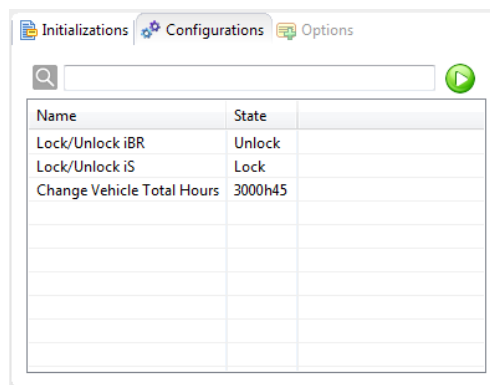 Initializations Configurations Options
Name State
Lock/Unlock iBR Unlock
Lock/Unlock iS Lock
Change Vehicle Total Hours 3000h45